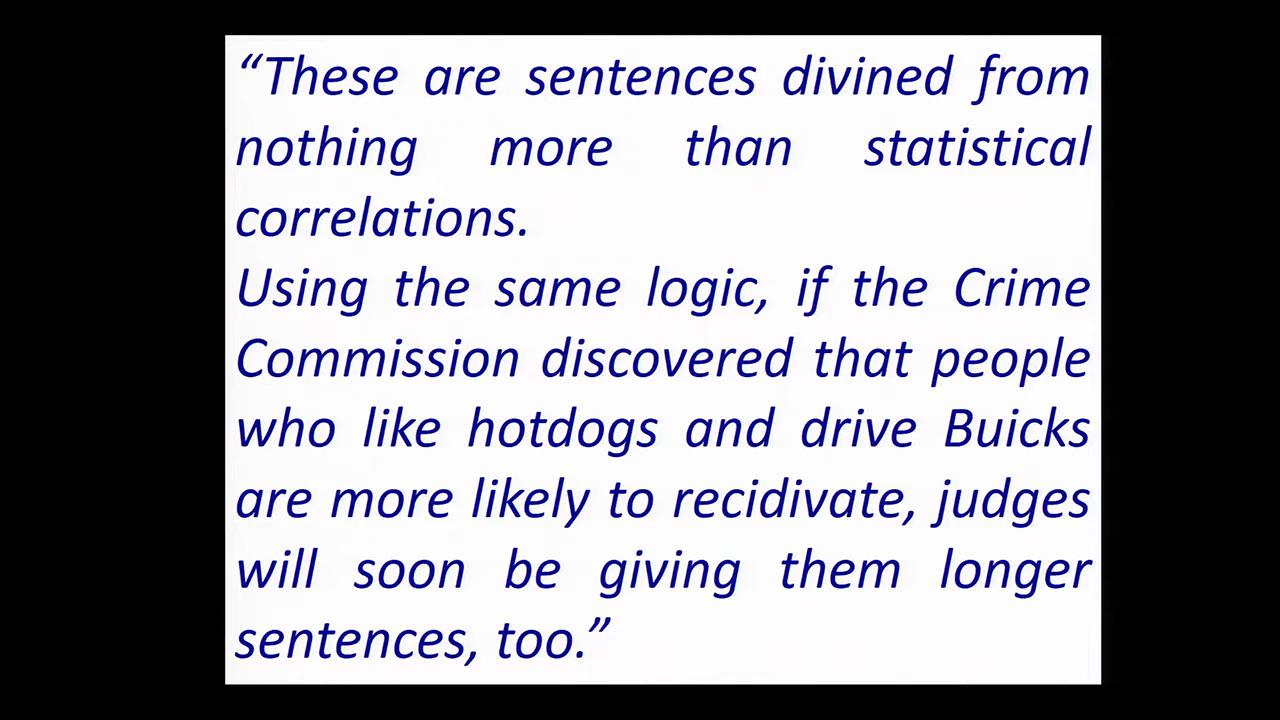 “These are sentences divined from
nothing more than statistical
correlations.
Using the same logic, if the Crime
Commission discovered that people
who like hotdogs and drive Buicks
are more likely to recidivate, judges
will soon be giving them longer
sentences, too.”